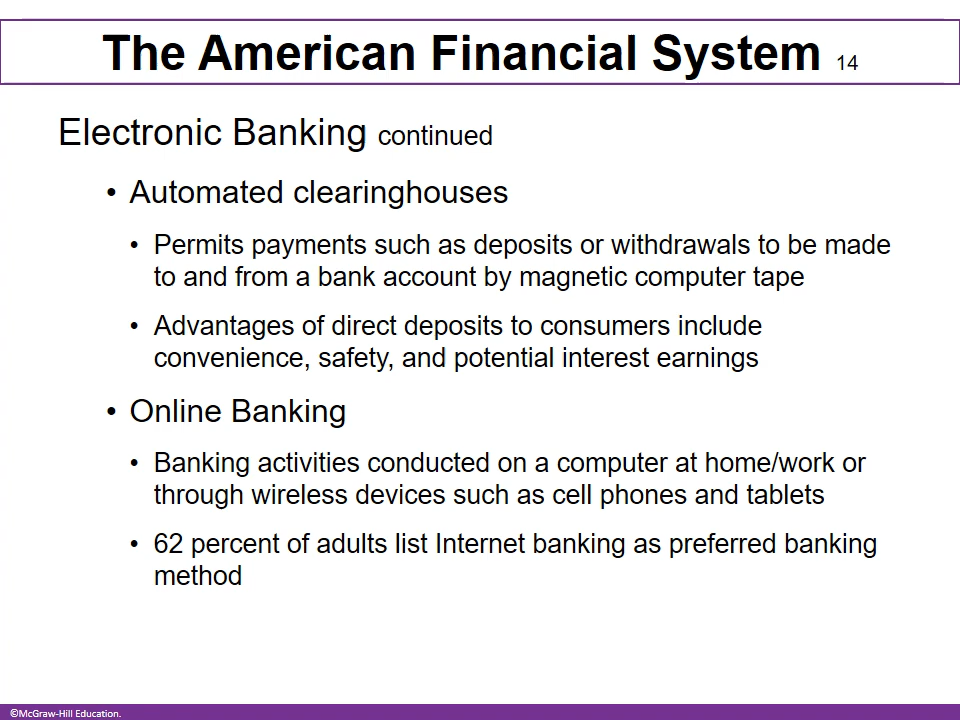 The American Financial System 14
Electronic Banking continued
• Automated clearinghouses
• Permits payments such as deposits or withdrawals to be made
to and from a bank account by magnetic computer tape
• Advantages of direct deposits to consumers include
convenience, safety, and potential interest earnings
• Online Banking
• Banking activities conducted on a computer at home/work or
through wireless devices such as cell phones and tablets
• 62 percent of adults list Internet banking as preferred banking
method
©McGraw-Hill Education.